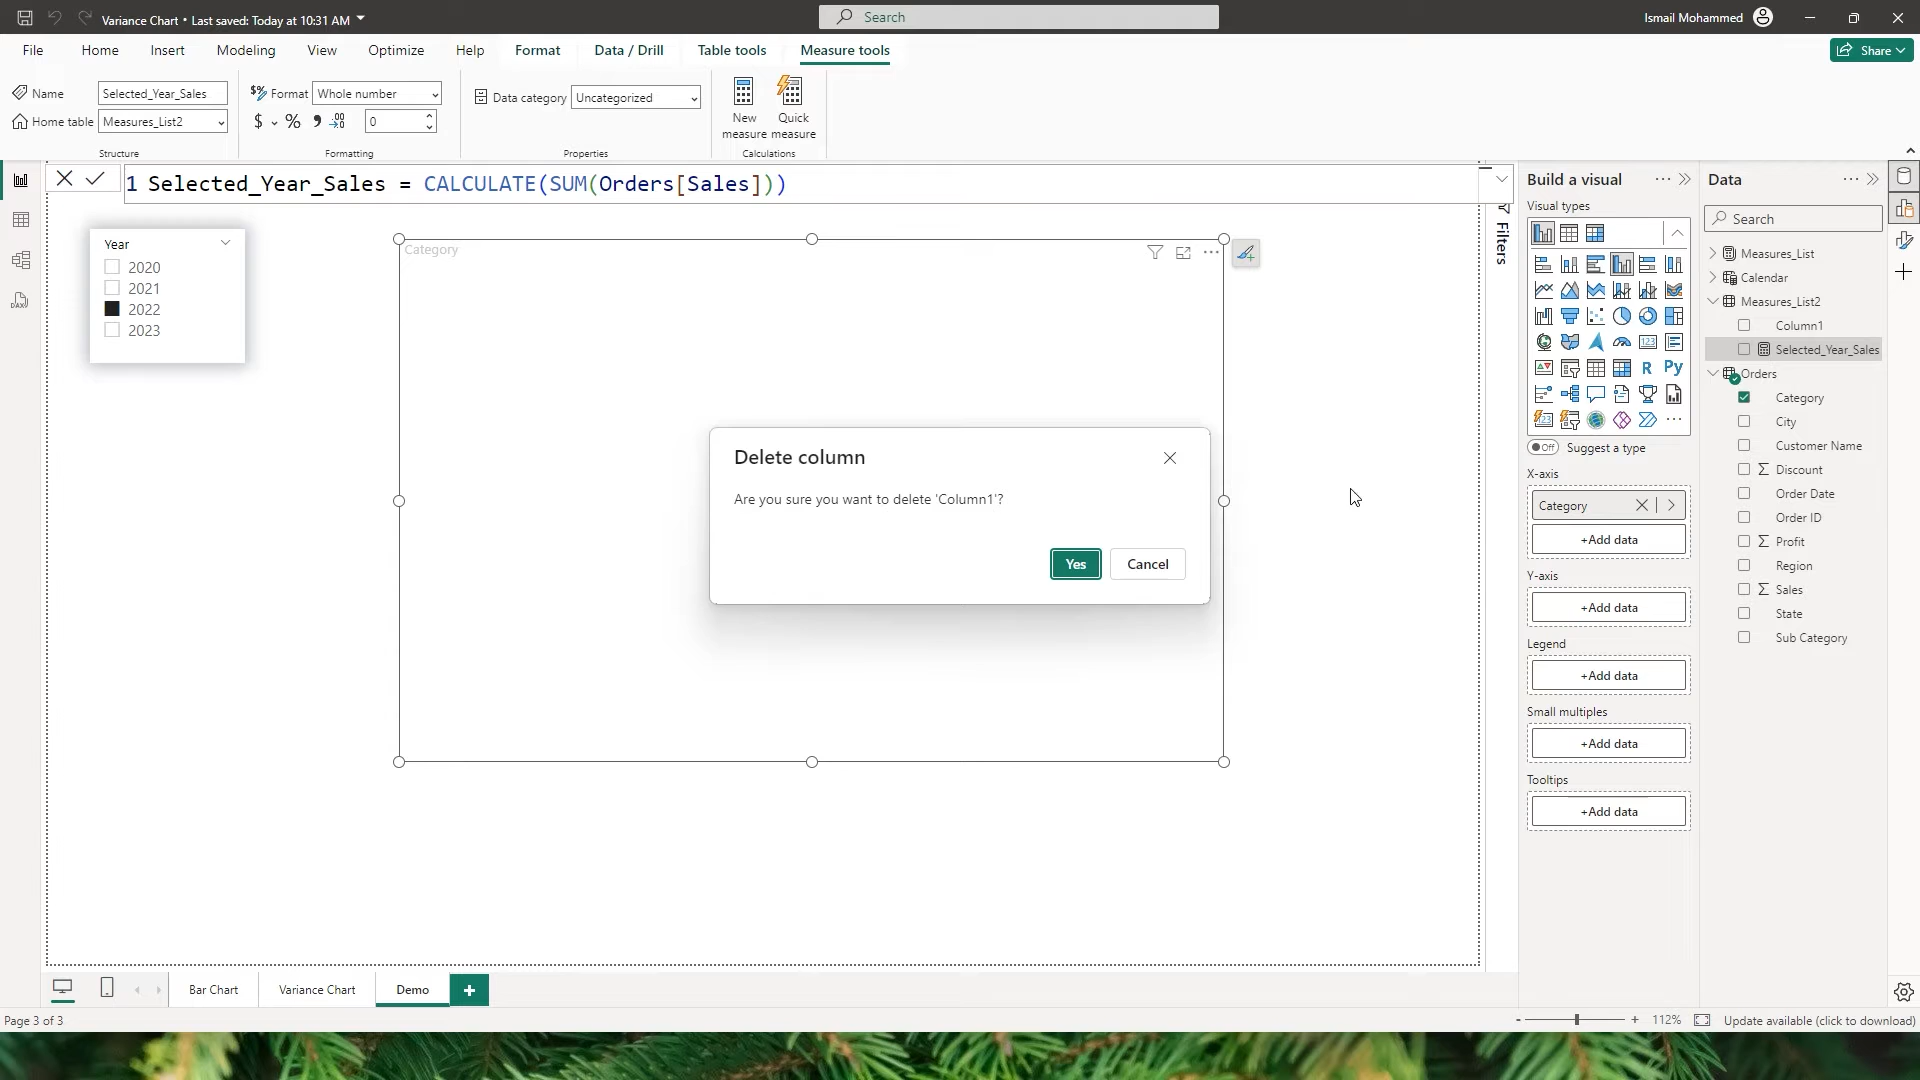 Variance Chart • Last saved: Today at 10:31 AM
Search
Ismail Mohammed
File Home Insert Modeling View Optimize Help Format Data / Drill Table tools Measure tools
Share
Name Selected_Year_Sales
Home table Measures_List2
Structure
Format Whole number
$ % 0
Formatting
Data category Uncategorized
Properties
New measure
Quick measure
Calculations
1 Selected_Year_Sales = CALCULATE(SUM(Orders[Sales]))
Year
2020
2021
2022
2023
Category
Delete column
Are you sure you want to delete 'Column1'?
Yes Cancel
Filters
Build a visual
Visual types
R Py
123
Off Suggest a type
X-axis
Category
+Add data
Y-axis
+Add data
Legend
+Add data
Small multiples
+Add data
Tooltips
+Add data
Data
Search
Measures_List
Calendar
Measures_List2
Column1
Selected_Year_Sales
Orders
Category
City
Customer Name
Discount
Order Date
Order ID
Profit
Region
Sales
State
Sub Category
Bar Chart Variance Chart Demo
Page 3 of 3
112%
Update available (click to download)